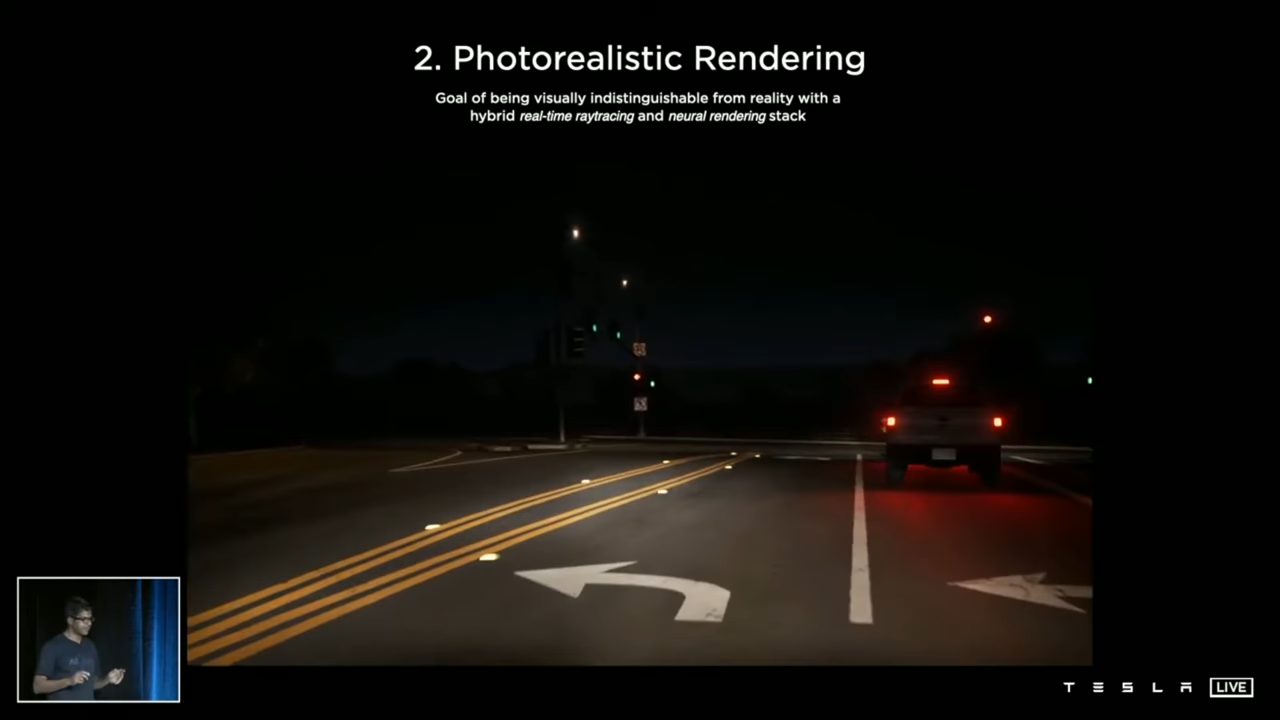 2. Photorealistic Rendering
Goal of being visually indistinguishable from reality with a
hybrid real-time raytracing and neural rendering stack
TESLA LIVE